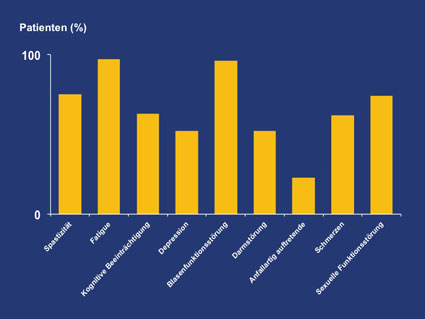 Patienten (%)
100
0
Spastizität
Fatigue
Kognitive Beeinträchtigung
Depression
Blasenfunktionsstörung
Darmstörung
Anfallartig auftretende
Schmerzen
Sexuelle Funktionsstörung